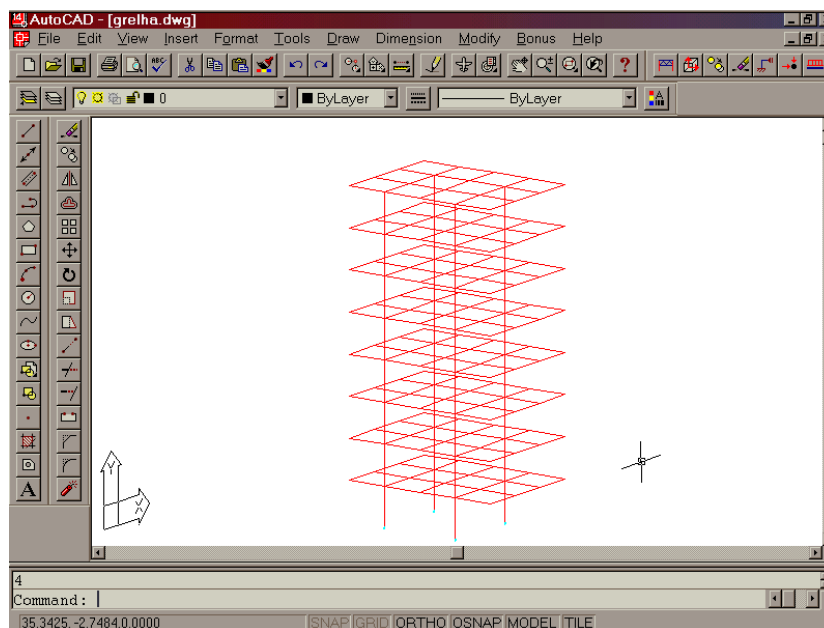 AutoCAD - [grelha.dwg]
File Edit View Insert Format Tools Draw Dimension Modify Bonus Help
ABC ?
0 ByLayer ByLayer
A
Y
X
4
Command:
35.3425, -2.7484,0.0000 SNAP GRID ORTHO OSNAP MODEL TILE